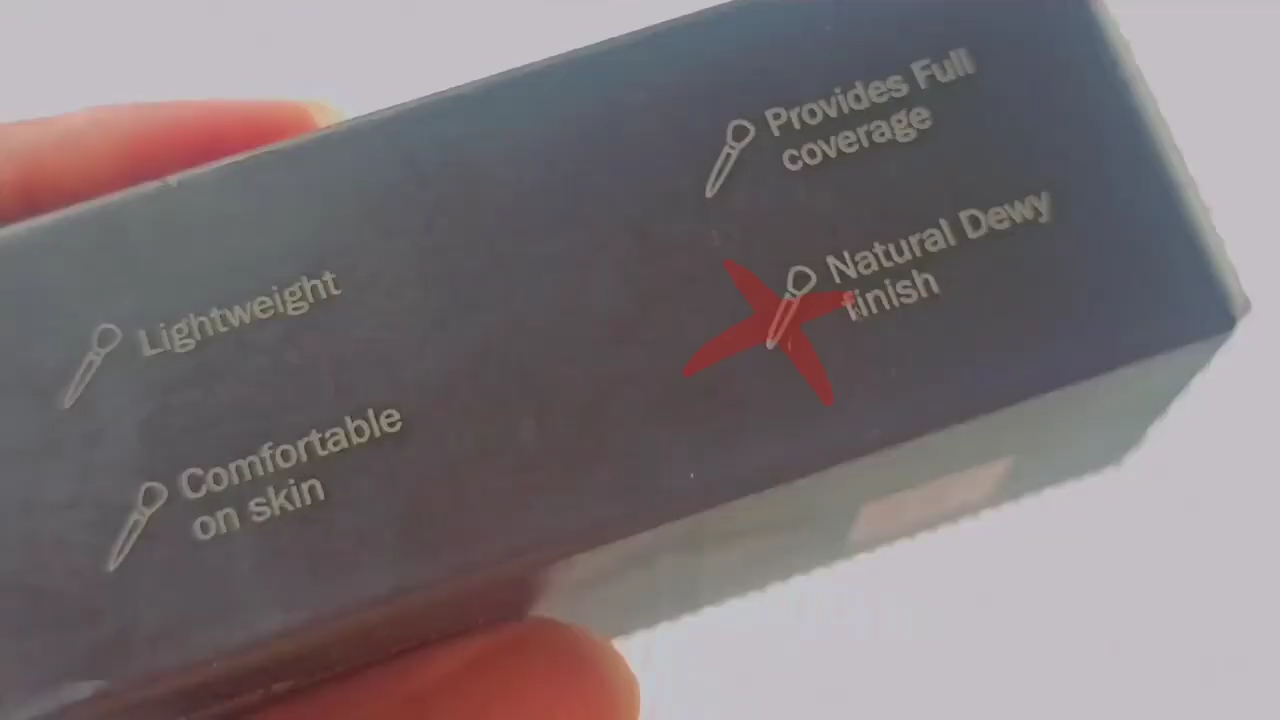 Provides Full
coverage
Natural Dewy
finish
Lightweight
Comfortable
on skin